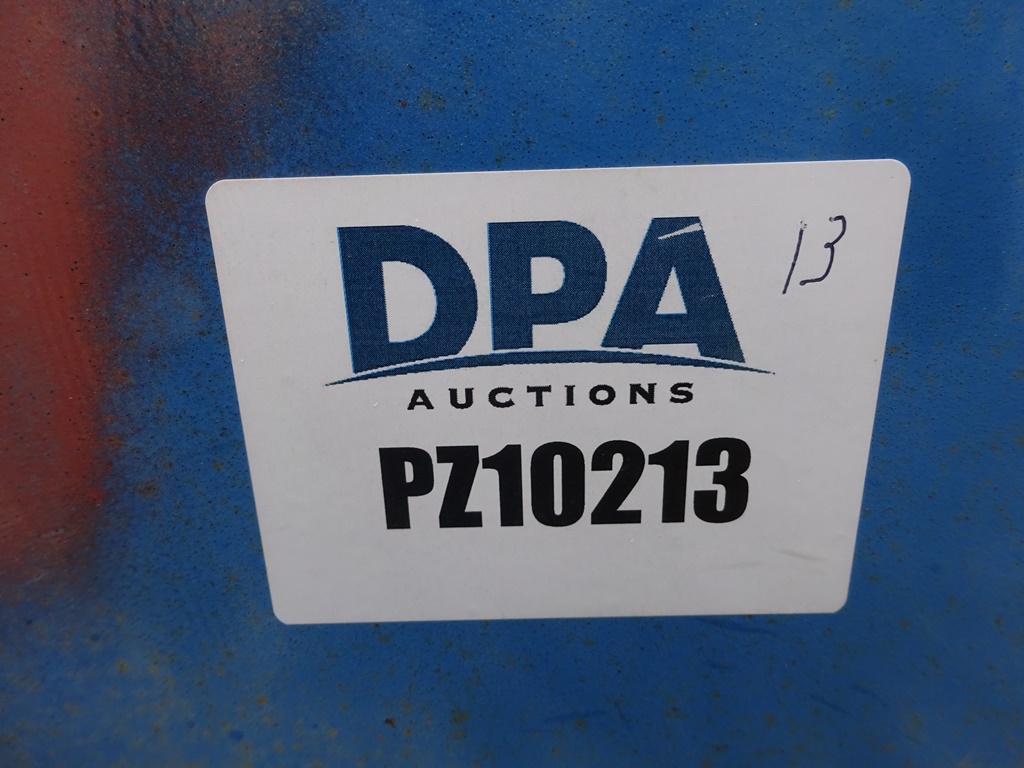 DPA
13
AUCTIONS
PZ10213